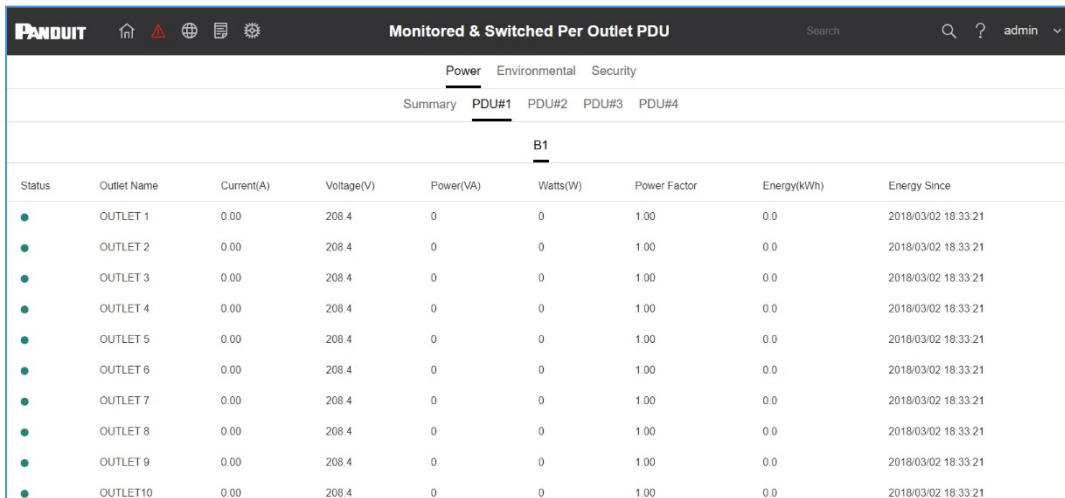 PANDUIT Monitored & Switched Per Outlet PDU Search ? admin
Power Environmental Security
Summary PDU#1 PDU#2 PDU#3 PDU#4
B1
Status Outlet Name Current(A) Voltage(V) Power(VA) Watts(W) Power Factor Energy(kWh) Energy Since
OUTLET 1 0.00 208.4 0 0 1.00 0.0 2018/03/02 18:33:21
OUTLET 2 0.00 208.4 0 0 1.00 0.0 2018/03/02 18:33:21
OUTLET 3 0.00 208.4 0 0 1.00 0.0 2018/03/02 18:33:21
OUTLET 4 0.00 208.4 0 0 1.00 0.0 2018/03/02 18:33:21
OUTLET 5 0.00 208.4 0 0 1.00 0.0 2018/03/02 18:33:21
OUTLET 6 0.00 208.4 0 0 1.00 0.0 2018/03/02 18:33:21
OUTLET 7 0.00 208.4 0 0 1.00 0.0 2018/03/02 18:33:21
OUTLET 8 0.00 208.4 0 0 1.00 0.0 2018/03/02 18:33:21
OUTLET 9 0.00 208.4 0 0 1.00 0.0 2018/03/02 18:33:21
OUTLET10 0.00 208.4 0 0 1.00 0.0 2018/03/02 18:33:21